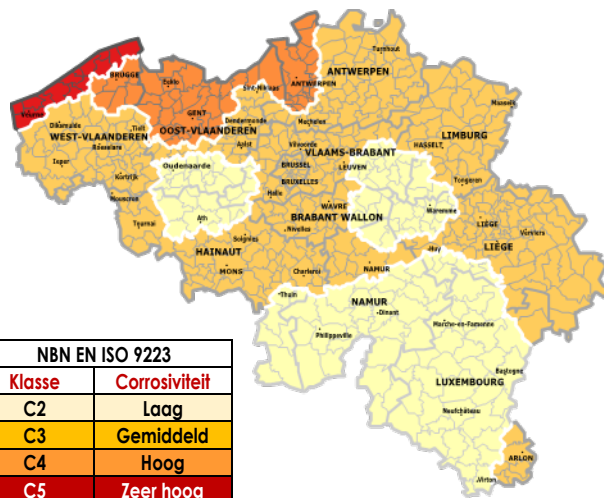 BRUGGE
Eeklo
Turnhout
ANTWERPEN
Sint-Niklaas
ANTWERPEN
Veurne
GENT
Maaseik
Diksmuide
Tielt
Dendermonde
Mechelen
WEST-VLAANDEREN
OOST-VLAANDEREN
LIMBURG
Roeselare
Aalst
Vilvoorde
VLAAMS-BRABANT
HASSELT
Ieper
Oudenaarde
BRUSSEL
LEUVEN
Kortrijk
BRUXELLES
Tongeren
Mouscron
Halle
WAVRE
Waremme
Tournai
Ath
BRABANT WALLON
LIÈGE
Nivelles
Verviers
Soignies
Huy
LIÈGE
HAINAUT
MONS
Charleroi
NAMUR
Thuin
NAMUR
Dinant
Philippeville
Marche-en-Famenne
Bastogne
LUXEMBOURG
Neufchâteau
ARLON
Virton
NBN EN ISO 9223
Klasse Corrosiviteit
C2 Laag
C3 Gemiddeld
C4 Hoog
C5 Zeer hoog